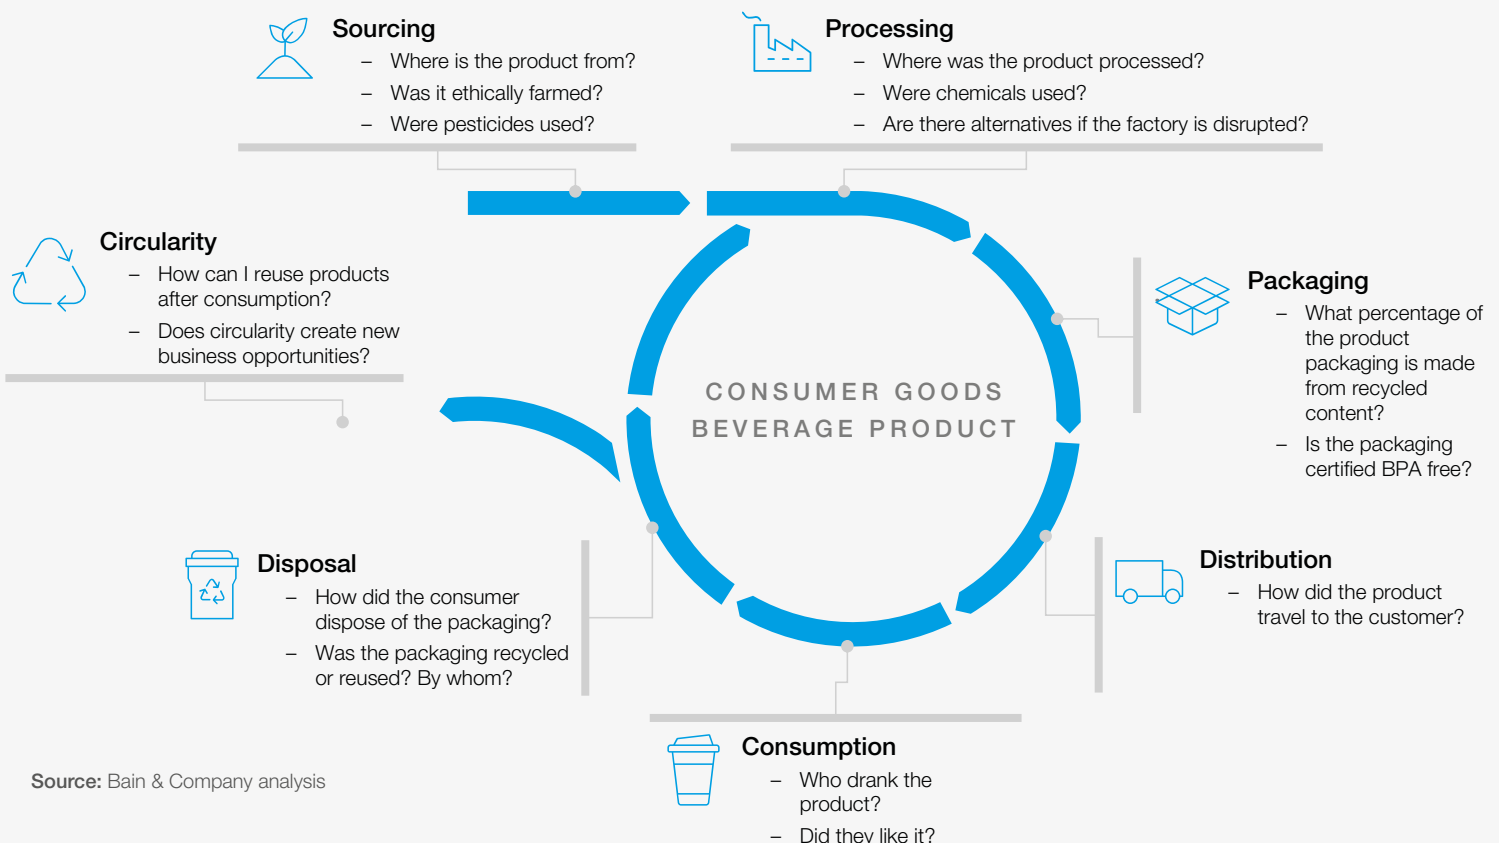 Sourcing
– Where is the product from?
– Was it ethically farmed?
– Were pesticides used?
Processing
– Where was the product processed?
– Were chemicals used?
– Are there alternatives if the factory is disrupted?
Circularity
– How can I reuse products
after consumption?
– Does circularity create new
business opportunities?
Packaging
– What percentage of
the product
packaging is made
from recycled
content?
– Is the packaging
certified BPA free?
CONSUMER GOODS
BEVERAGE PRODUCT
Disposal
– How did the consumer
dispose of the packaging?
– Was the packaging recycled
or reused? By whom?
Distribution
– How did the product
travel to the customer?
Consumption
– Who drank the
product?
– Did they like it?
Source: Bain & Company analysis